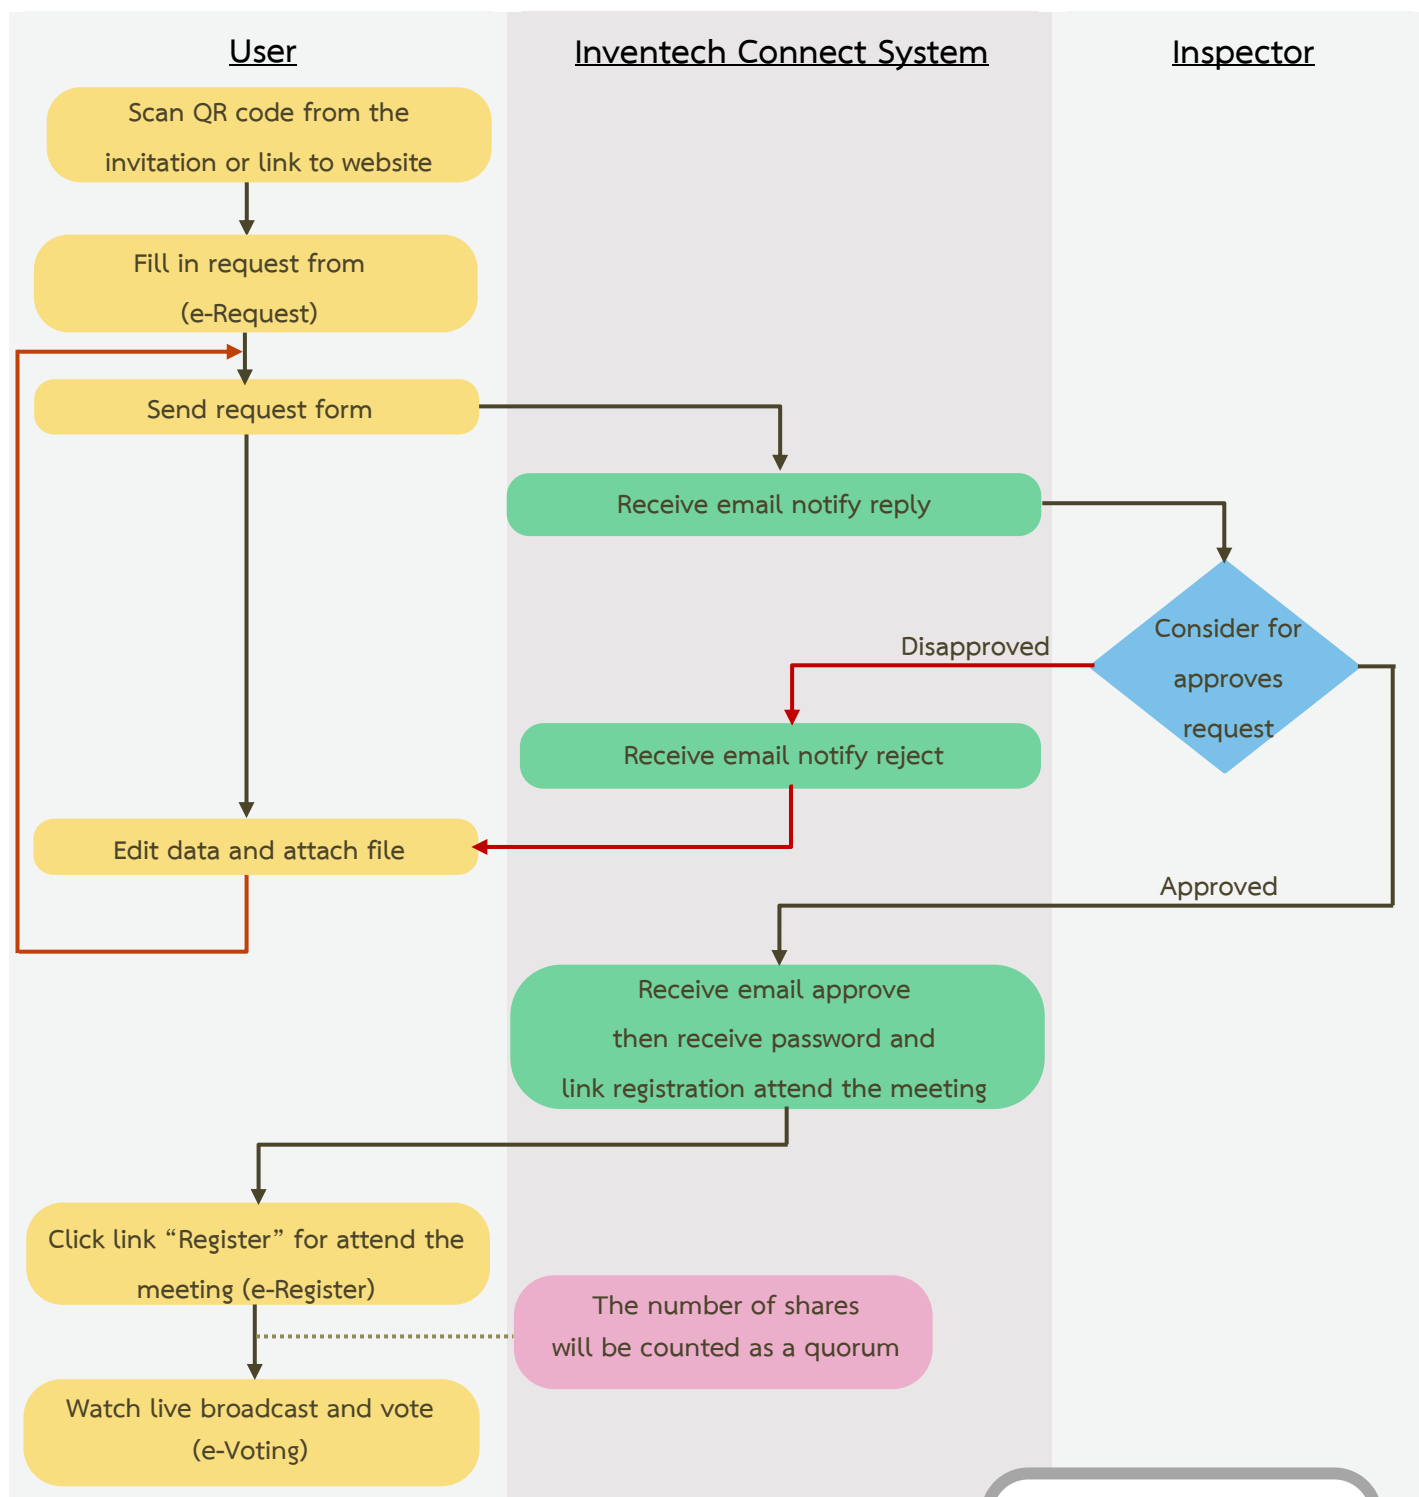 User
Inventech Connect System
Inspector
Scan QR code from the
invitation or link to website
Fill in request from
(e-Request)
Send request form
Receive email notify reply
Consider for
approves
request
Disapproved
Receive email notify reject
Edit data and attach file
Approved
Receive email approve
then receive password and
link registration attend the meeting
Click link “Register” for attend the
meeting (e-Register)
The number of shares
will be counted as a quorum
Watch live broadcast and vote
(e-Voting)